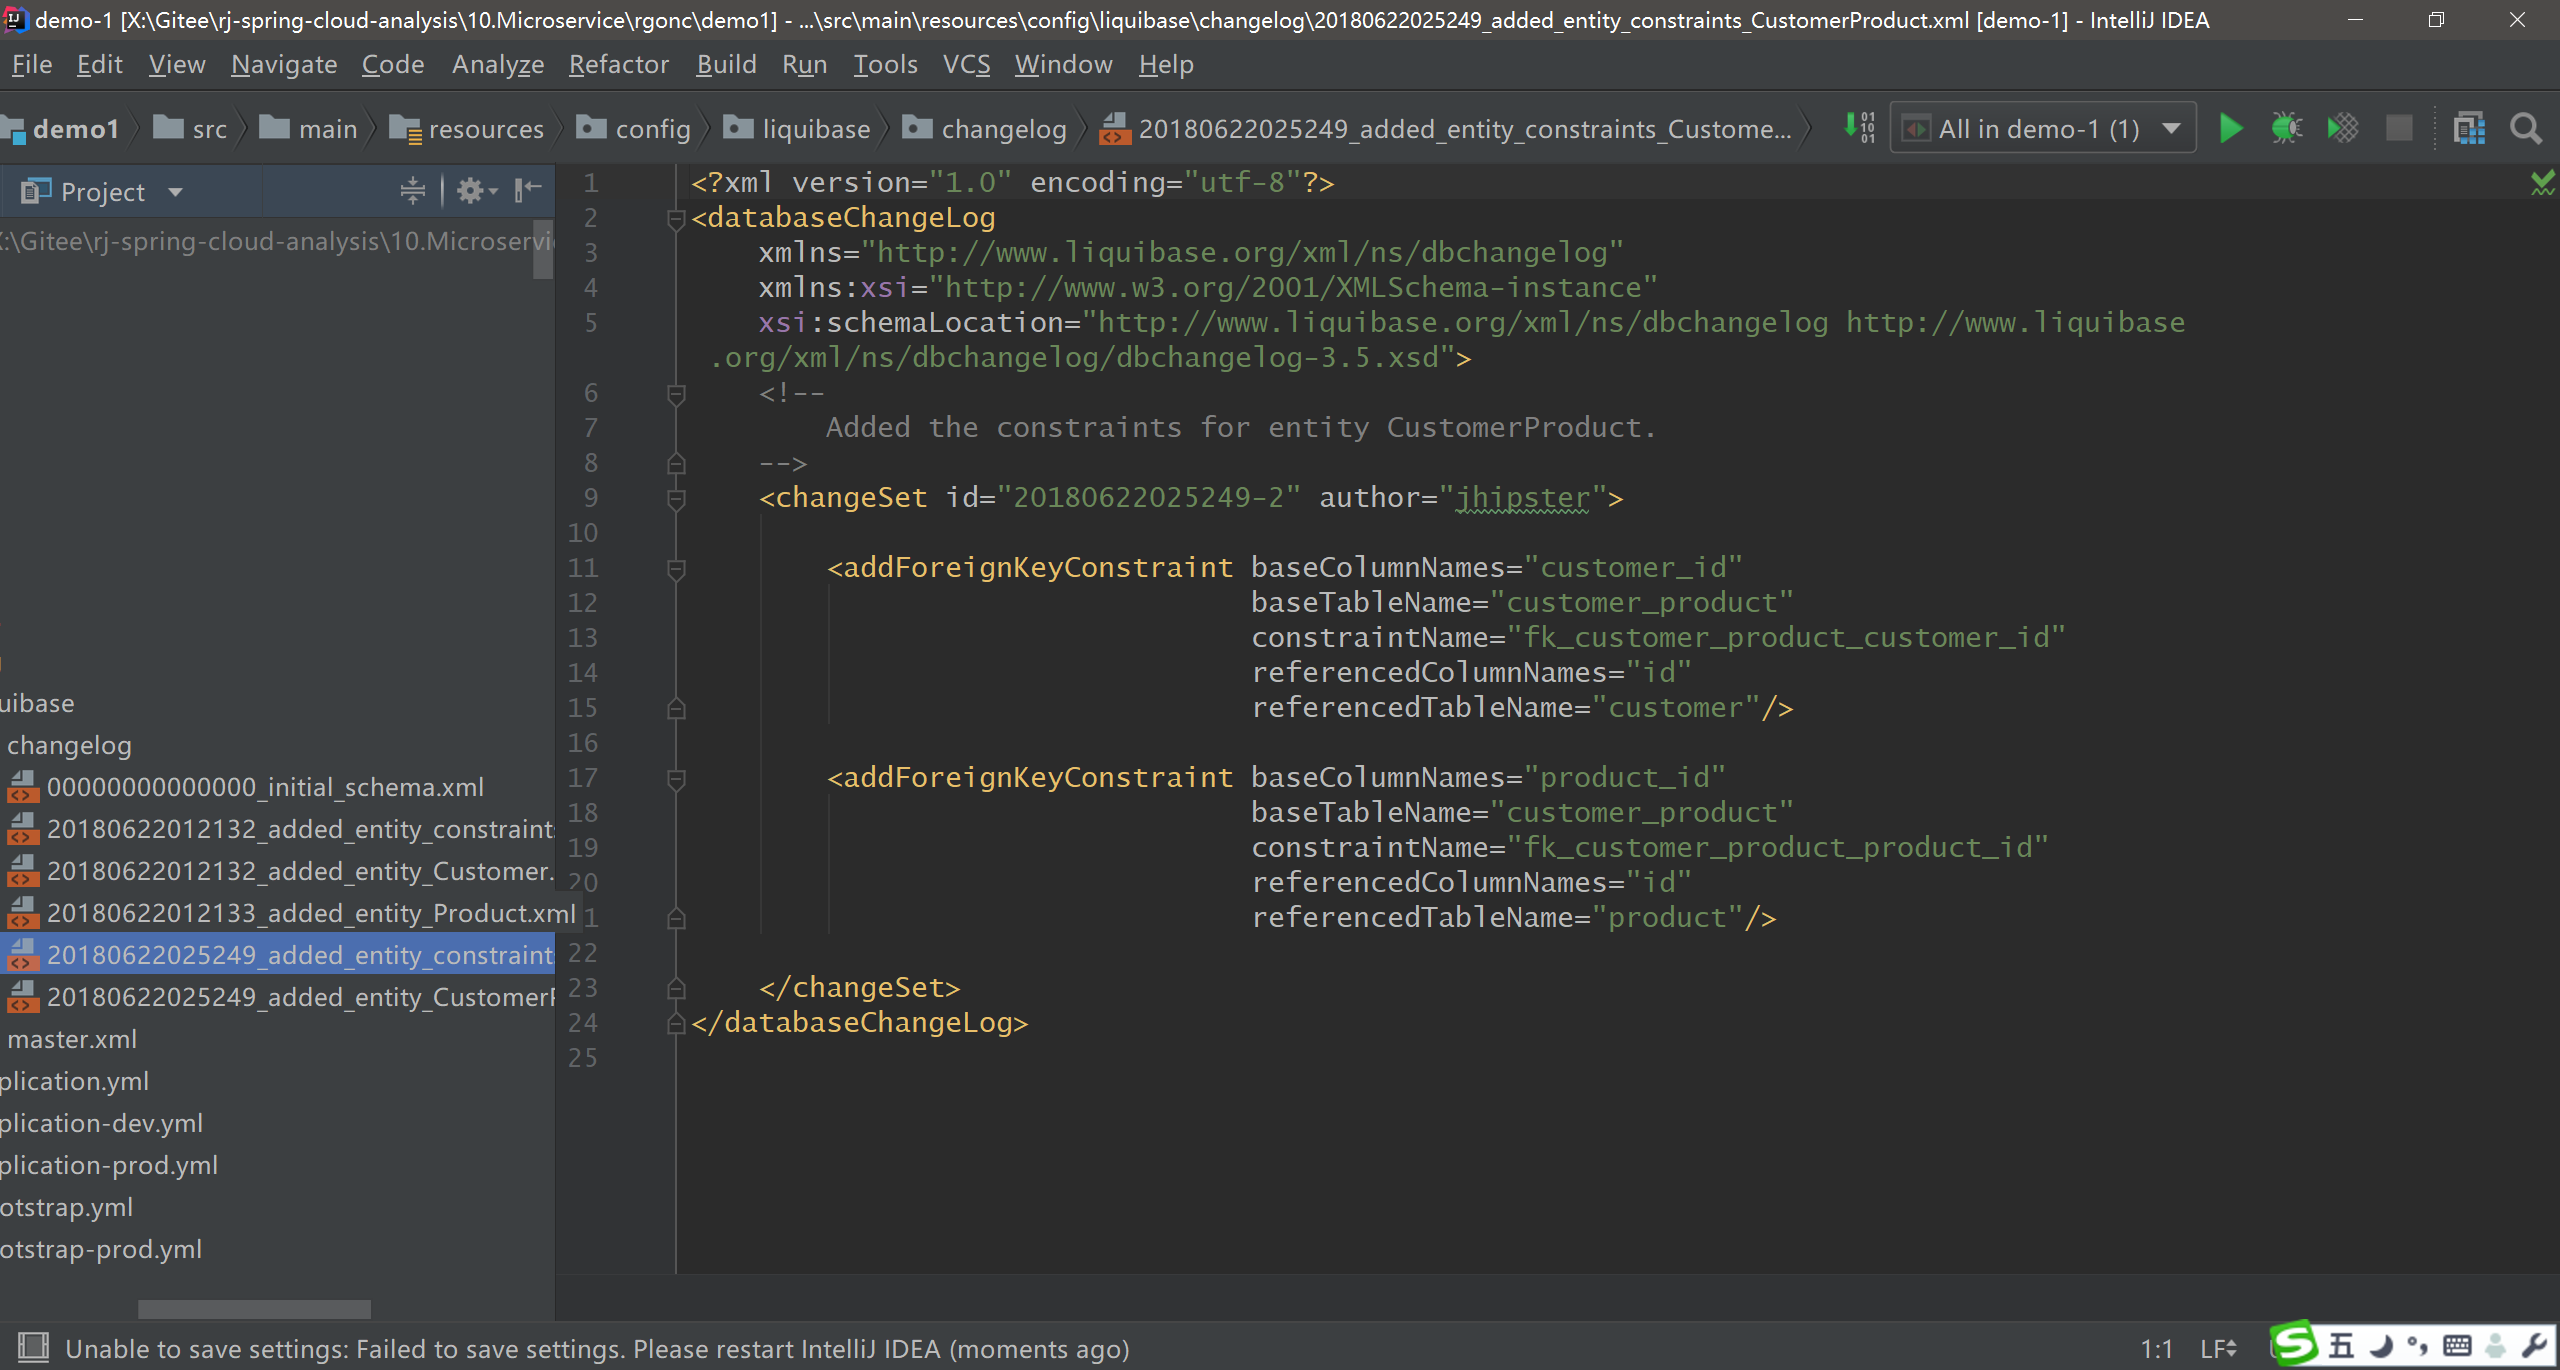 demo-1 [X:\Gitee\rj-spring-cloud-analysis\10.Microservice\rgonc\demo1] - ...\src\main\resources\config\liquibase\changelog\20180622025249_added_entity_constraints_CustomerProduct.xml [demo-1] - IntelliJ IDEA
File Edit View Navigate Code Analyze Refactor Build Run Tools VCS Window Help
demo1 src main resources config liquibase changelog 20180622025249_added_entity_constraints_Custome... All in demo-1 (1)
Project
:\Gitee\rj-spring-cloud-analysis\10.Microservi
uibase
changelog
00000000000000_initial_schema.xml
20180622012132_added_entity_constraint
20180622012132_added_entity_Customer.
20180622012133_added_entity_Product.xml
20180622025249_added_entity_constraint
20180622025249_added_entity_Customer
master.xml
plication.yml
plication-dev.yml
plication-prod.yml
otstrap.yml
otstrap-prod.yml
1 <?xml version="1.0" encoding="utf-8"?>
2 <databaseChangeLog
3 xmlns="http://www.liquibase.org/xml/ns/dbchangelog"
4 xmlns:xsi="http://www.w3.org/2001/XMLSchema-instance"
5 xsi:schemaLocation="http://www.liquibase.org/xml/ns/dbchangelog http://www.liquibase
.org/xml/ns/dbchangelog/dbchangelog-3.5.xsd">
6 <!--
7 Added the constraints for entity CustomerProduct.
8 -->
9 <changeSet id="20180622025249-2" author="jhipster">
10
11 <addForeignKeyConstraint baseColumnNames="customer_id"
12 baseTableName="customer_product"
13 constraintName="fk_customer_product_customer_id"
14 referencedColumnNames="id"
15 referencedTableName="customer"/>
16
17 <addForeignKeyConstraint baseColumnNames="product_id"
18 baseTableName="customer_product"
19 constraintName="fk_customer_product_product_id"
20 referencedColumnNames="id"
1 referencedTableName="product"/>
22
23 </changeSet>
24 </databaseChangeLog>
25
Unable to save settings: Failed to save settings. Please restart IntelliJ IDEA (moments ago) 1:1 LF 五